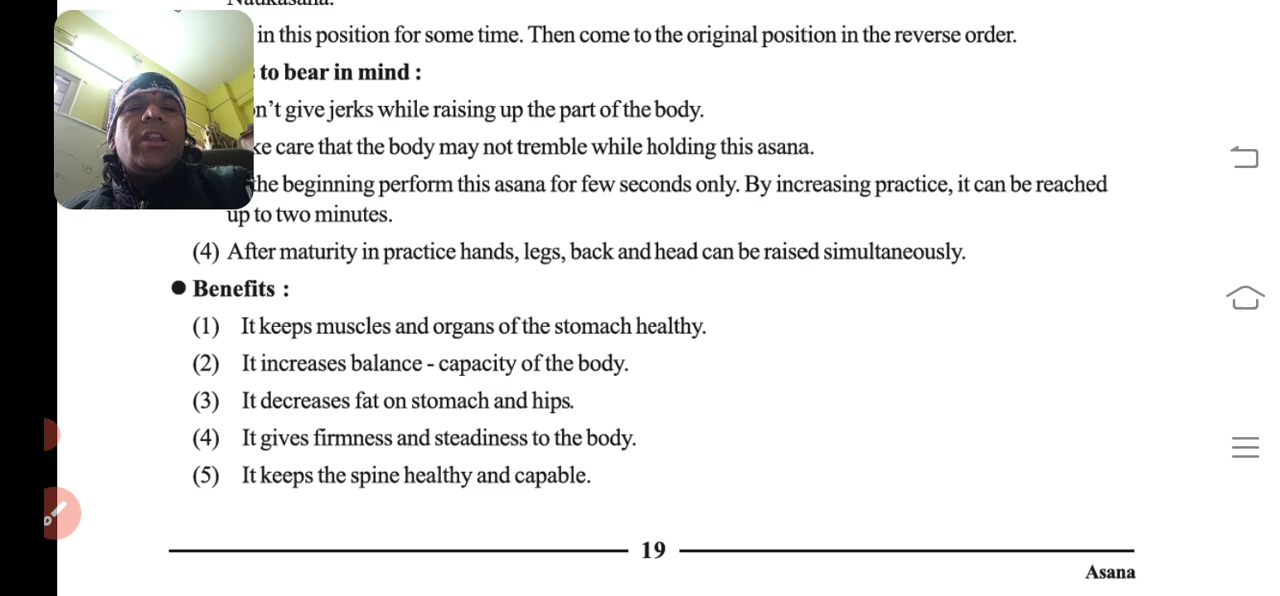 Naukasana.
in this position for some time. Then come to the original position in the reverse order.
to bear in mind :
n't give jerks while raising up the part of the body.
ke care that the body may not tremble while holding this asana.
the beginning perform this asana for few seconds only. By increasing practice, it can be reached
up to two minutes.
(4) After maturity in practice hands, legs, back and head can be raised simultaneously.
● Benefits :
(1) It keeps muscles and organs of the stomach healthy.
(2) It increases balance - capacity of the body.
(3) It decreases fat on stomach and hips.
(4) It gives firmness and steadiness to the body.
(5) It keeps the spine healthy and capable.
19
Asana